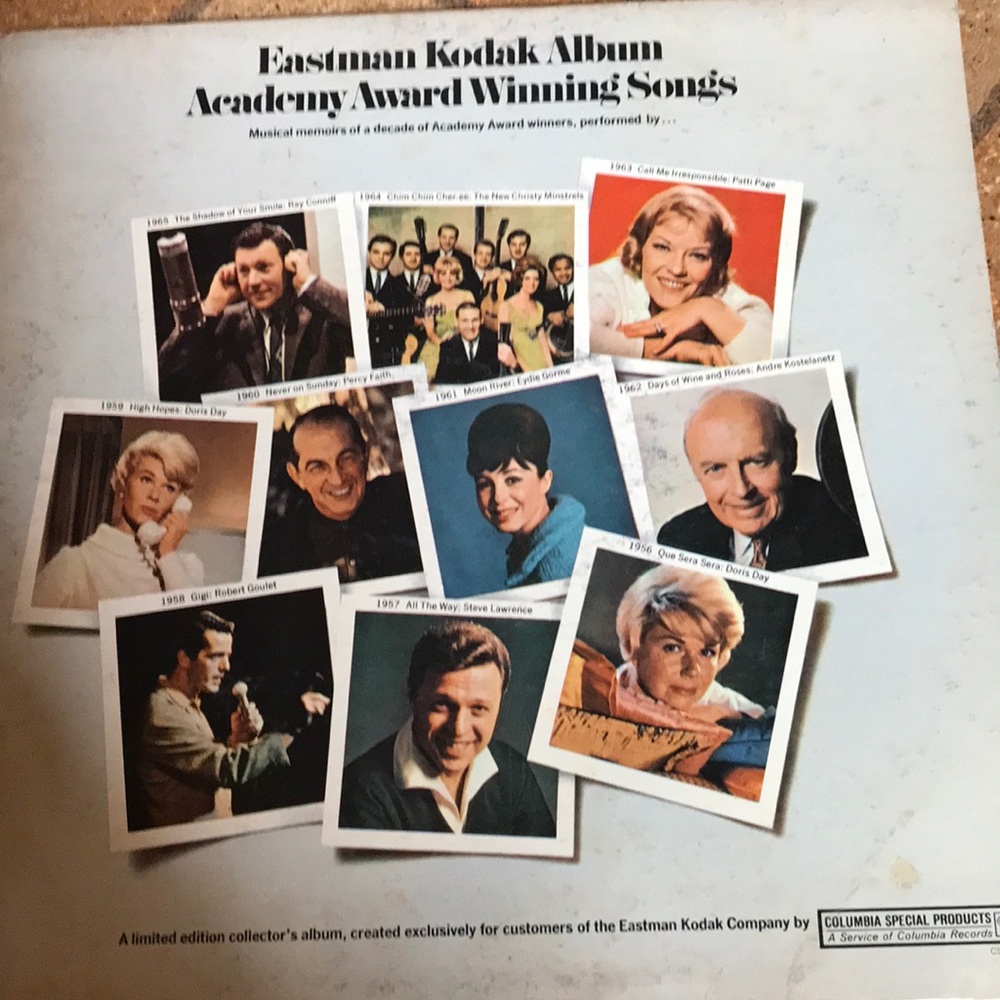 Eastman Kodak Album
Academy Award Winning Songs
Musical memoirs of a decade of Academy Award winners, performed by...
1965 The Shadow of Your Smile: Ray Conniff
1964 Chim Chim Cher-ee: The New Christy Minstrels
1963 Call Me Irresponsible: Patti Page
1959 High Hopes: Doris Day
1960 Never on Sunday: Percy Faith
1961 Moon River: Eydie Gorme
1962 Days of Wine and Roses: Andre Kostelanetz
1958 Gigi: Robert Goulet
1957 All The Way: Steve Lawrence
1956 Que Sera Sera: Doris Day
A limited edition collector's album, created exclusively for customers of the Eastman Kodak Company by
COLUMBIA SPECIAL PRODUCTS
A Service of Columbia Records